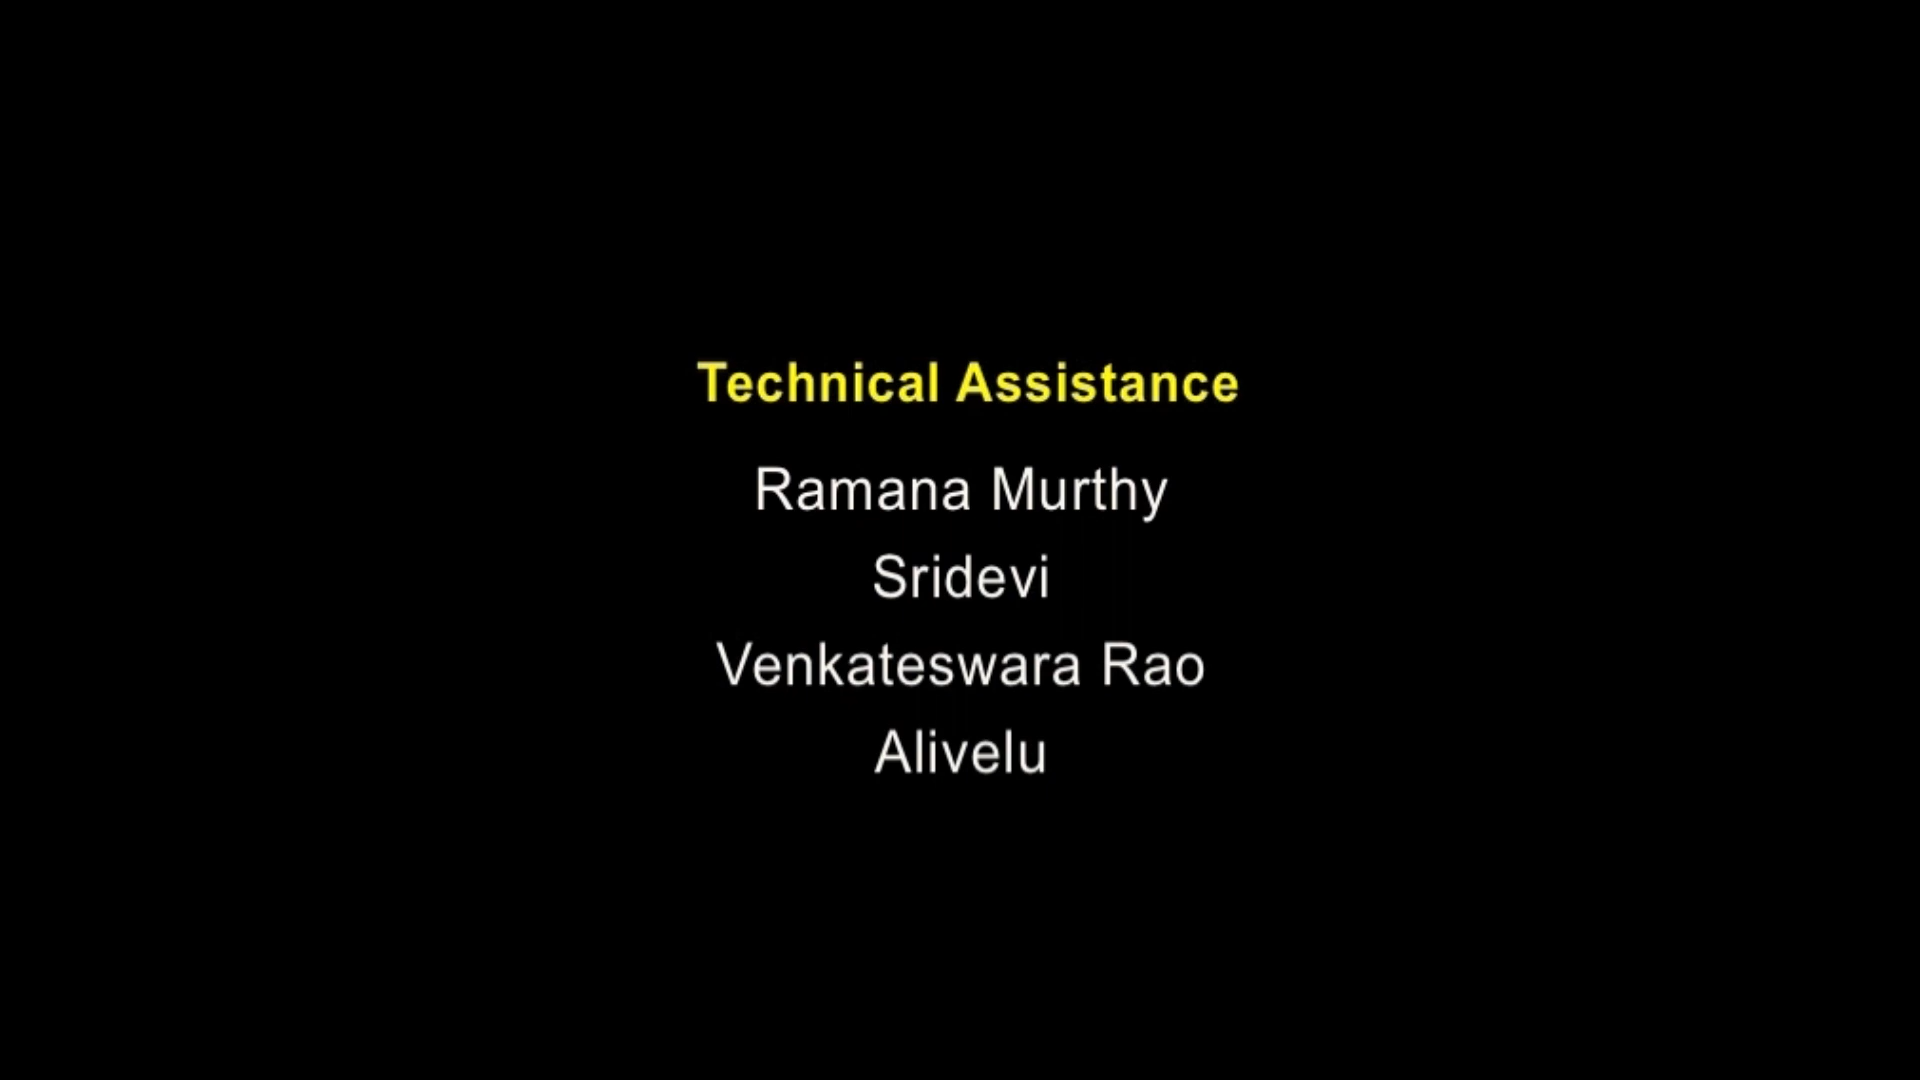 Technical Assistance
Ramana Murthy
Sridevi
Venkateswara Rao
Alivelu